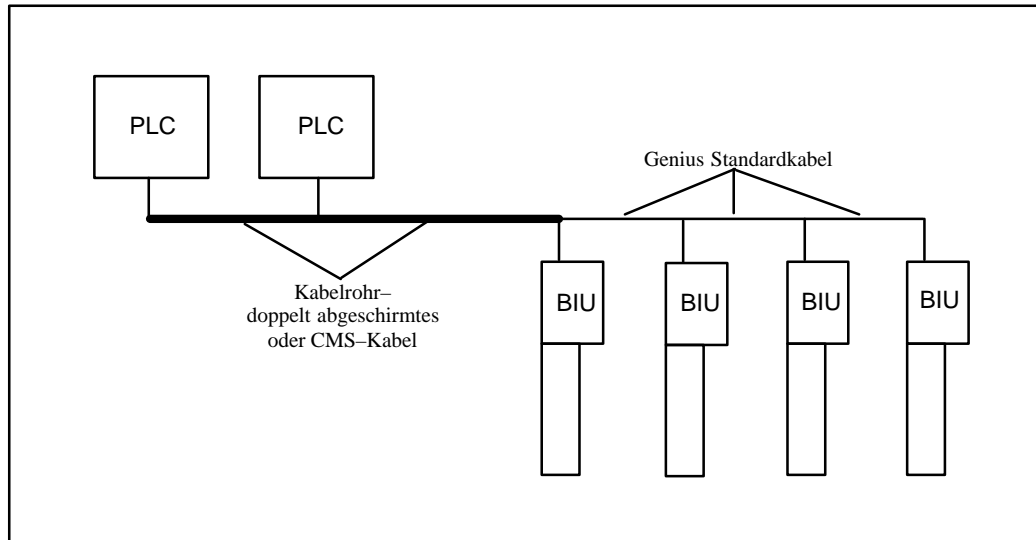 PLC
PLC
Genius Standardkabel
Kabelrohr–
doppelt abgeschirmtes
oder CMS–Kabel
BIU
BIU
BIU
BIU